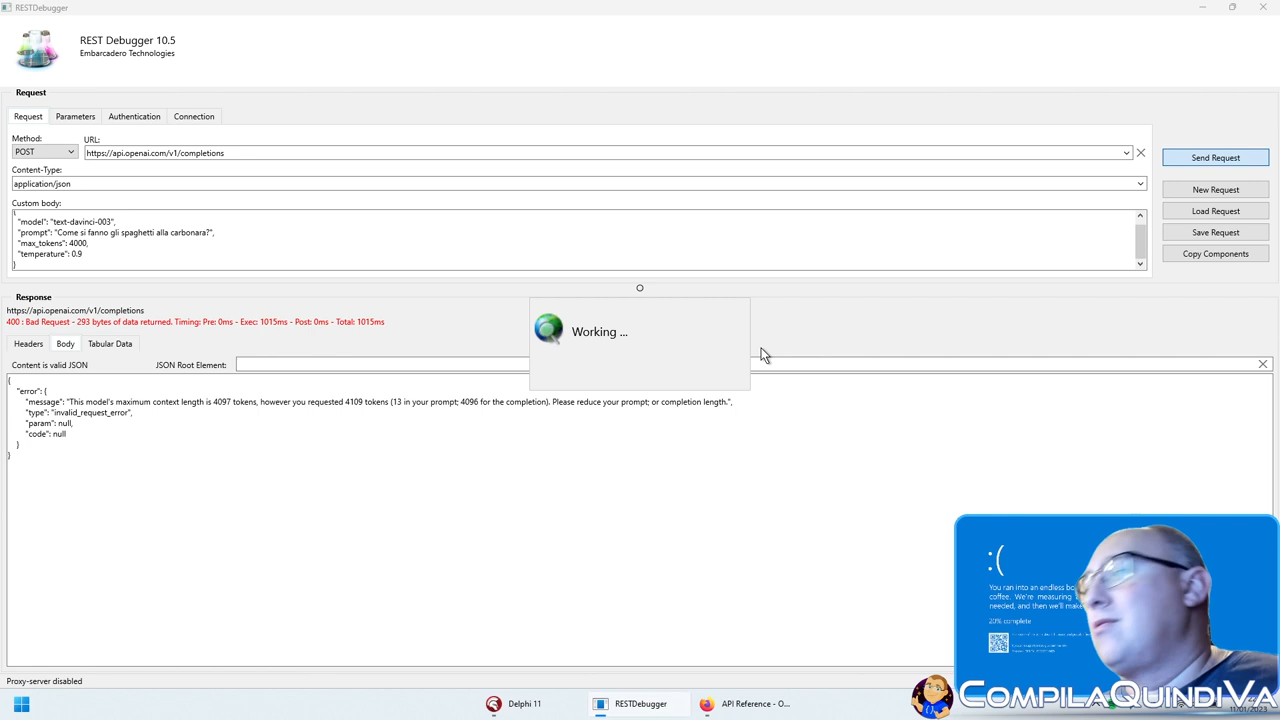 RESTDebugger
REST Debugger 10.5
Embarcadero Technologies
Request
Request Parameters Authentication Connection
Method: URL:
POST https://api.openai.com/v1/completions
Send Request
Content-Type:
application/json
New Request
Custom body:
Load Request
{
"model": "text-davinci-003",
"prompt": "Come si fanno gli spaghetti alla carbonara?",
Save Request
"max_tokens": 4000,
"temperature": 0.9
Copy Components
}
Response
https://api.openai.com/v1/completions
400 : Bad Request - 293 bytes of data returned. Timing: Pre: 0ms - Exec: 1015ms - Post: 0ms - Total: 1015ms
Working ...
Headers Body Tabular Data
Content is valid JSON JSON Root Element:
{
"error": {
"message": "This model's maximum context length is 4097 tokens, however you requested 4109 tokens (13 in your prompt; 4096 for the completion). Please reduce your prompt; or completion length.",
"type": "invalid_request_error",
"param": null,
"code": null
}
}
:(
You ran into an endless
coffee. We're measuring
needed, and then we'll
20% complete
Proxy-server disabled
Delphi 11 RESTDebugger API Reference - O...
COMPILAQUINDIVA
11/01/2023